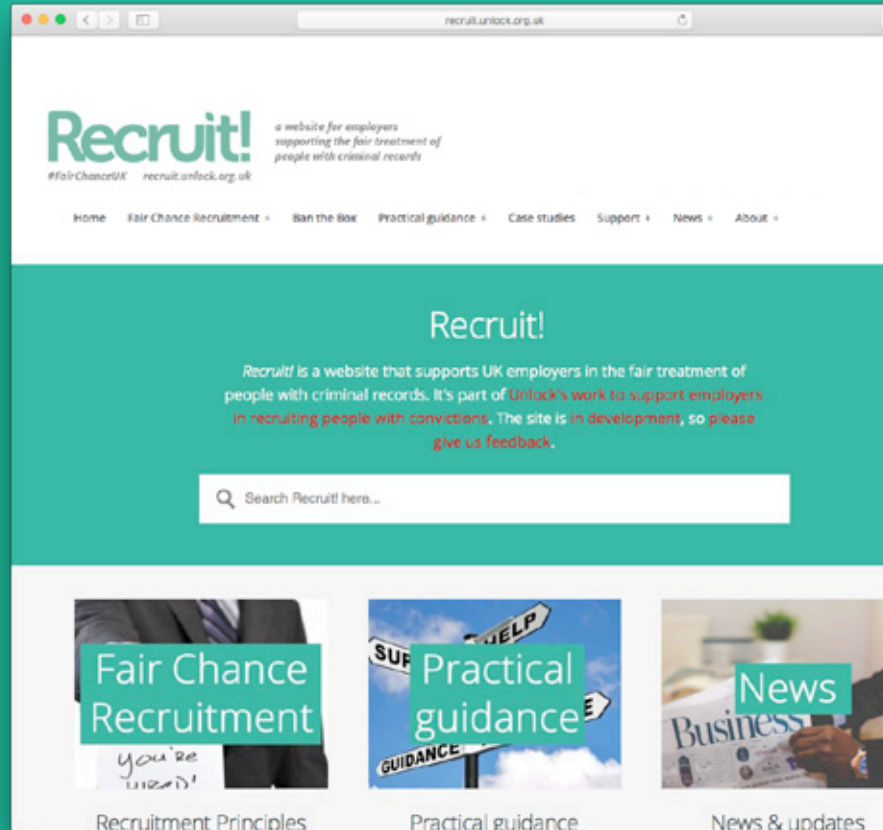 recruit.unlock.org.uk
Recruit!
a website for employers
supporting the fair treatment of
people with criminal records
#FairChanceUK recruit.unlock.org.uk
Home Fair Chance Recruitment + Ban the Box Practical guidance + Case studies Support + News + About +
Recruit!
Recruit! is a website that supports UK employers in the fair treatment of
people with criminal records. It's part of Unlock's work to support employers
in recruiting people with convictions. The site is in development, so please
give us feedback.
Search Recruit! here...
Fair Chance
Recruitment
you're
HIRED!
HELP
Practical
guidance
GUIDANCE
News
Business
Recruitment Principles
Practical guidance
News & updates